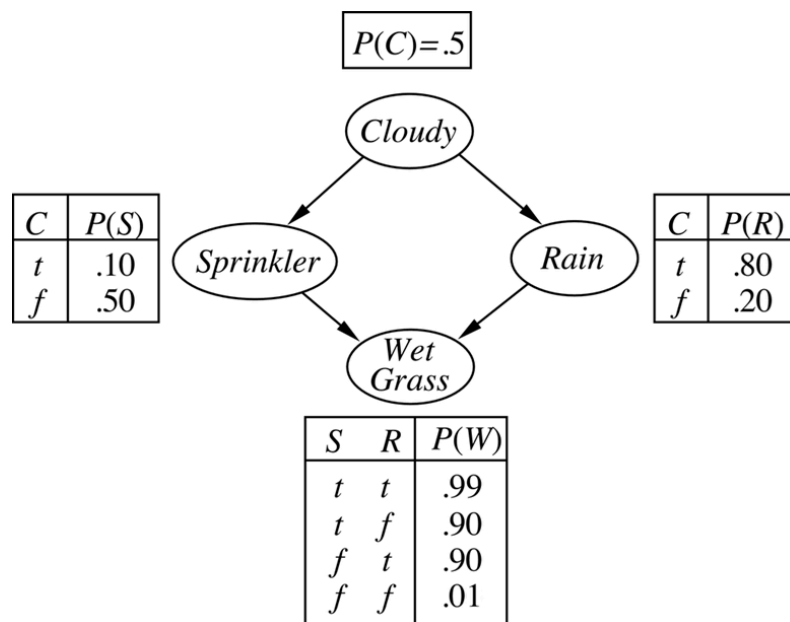 P(C)=.5
Cloudy
C P(S)
t .10
f .50
Sprinkler
Rain
C P(R)
t .80
f .20
Wet
Grass
S R P(W)
t t .99
t f .90
f t .90
f f .01